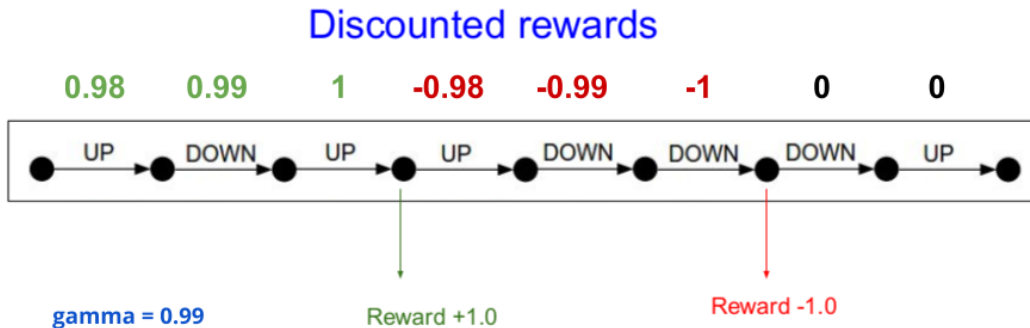 Discounted rewards
0.98 0.99 1 -0.98 -0.99 -1 0 0
UP DOWN UP UP DOWN DOWN DOWN UP
gamma = 0.99 Reward +1.0 Reward -1.0